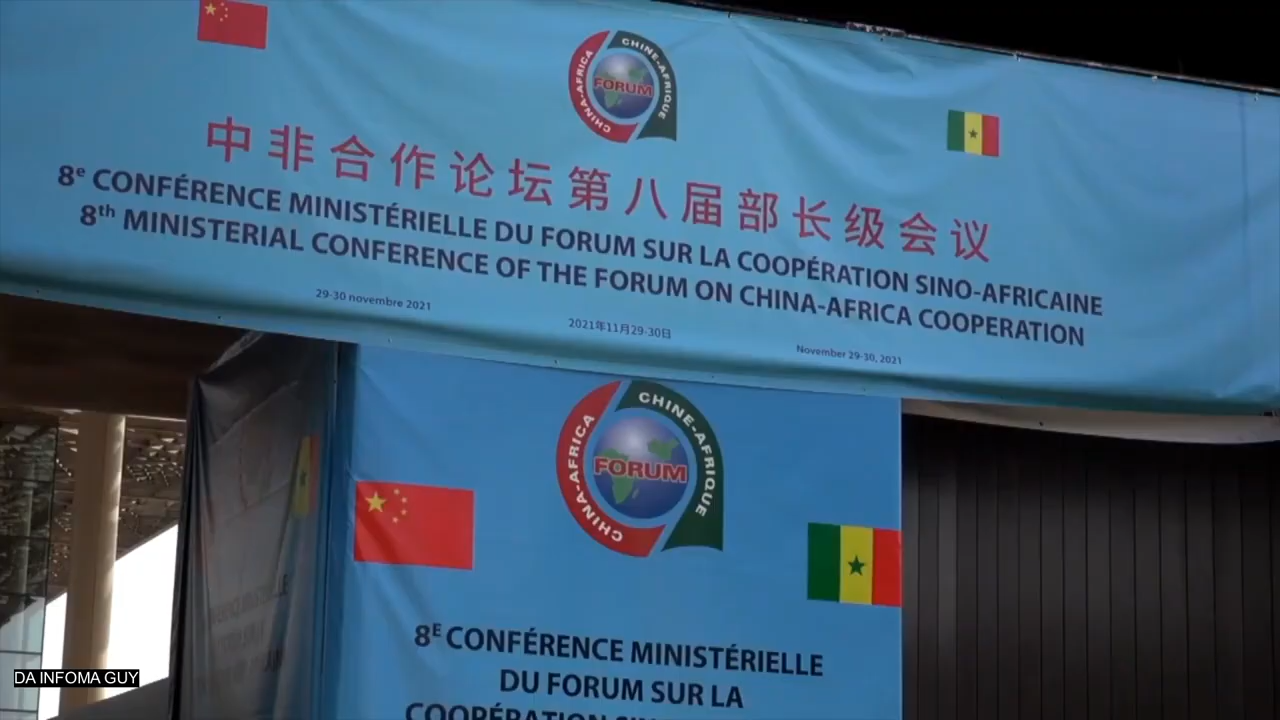 CHINA-AFRICA
CHINE-AFRIQUE
FORUM
中非合作论坛第八届部长级会议
8e CONFÉRENCE MINISTÉRIELLE DU FORUM SUR LA COOPÉRATION SINO-AFRICAINE
8th MINISTERIAL CONFERENCE OF THE FORUM ON CHINA-AFRICA COOPERATION
29-30 novembre 2021
2021年11月29-30日
November 29-30, 2021
CHINA-AFRICA
CHINE-AFRIQUE
FORUM
8E CONFÉRENCE MINISTÉRIELLE
DU FORUM SUR LA
COOPÉRATION
DA INFOMA GUY